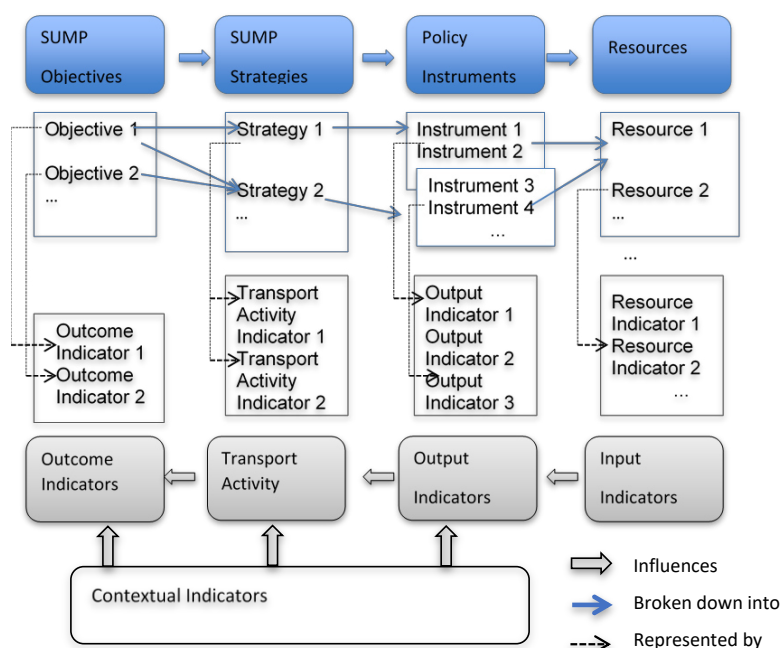 SUMP
Objectives
SUMP
Strategies
Policy
Instruments
Resources
Objective 1
Objective 2
...
Strategy 1
Strategy 2
...
Instrument 1
Instrument 2
Instrument 3
Instrument 4
...
Resource 1
Resource 2
...
...
Outcome
Indicator 1
Outcome
Indicator 2
Transport
Activity
Indicator 1
Transport
Activity
Indicator 2
Output
Indicator 1
Output
Indicator 2
Output
Indicator 3
Resource
Indicator 1
Resource
Indicator 2
...
Outcome
Indicators
Transport
Activity
Output
Indicators
Input
Indicators
Contextual Indicators
Influences
Broken down into
Represented by